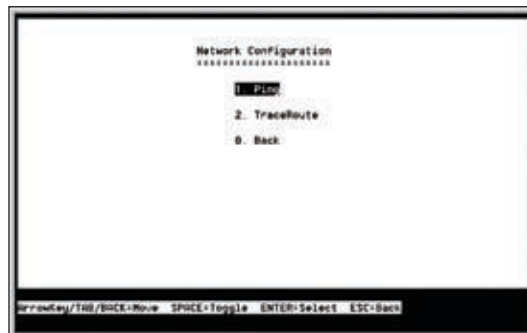 Network Configuration
**********************
1. Ping
2. TraceRoute
0. Back
ArrowKey/TAB/BACK=Move SPACE=Toggle ENTER=Select ESC=Back